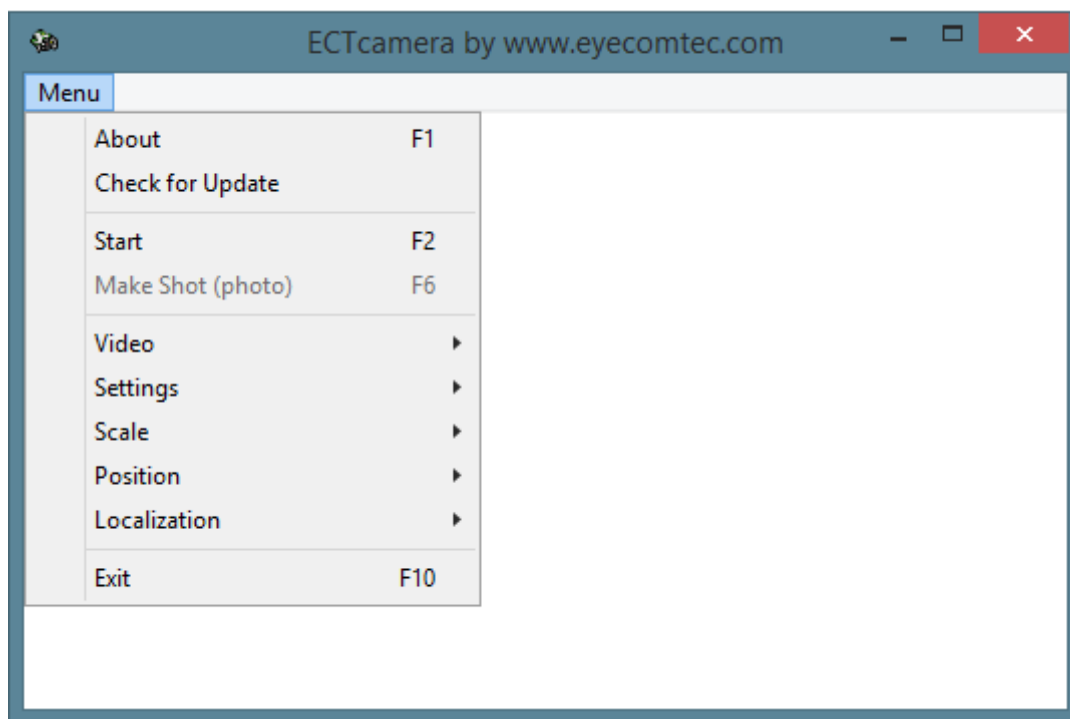 ECTcamera by www.eyecomtec.com
Menu
About F1
Check for Update
Start F2
Make Shot (photo) F6
Video
Settings
Scale
Position
Localization
Exit F10